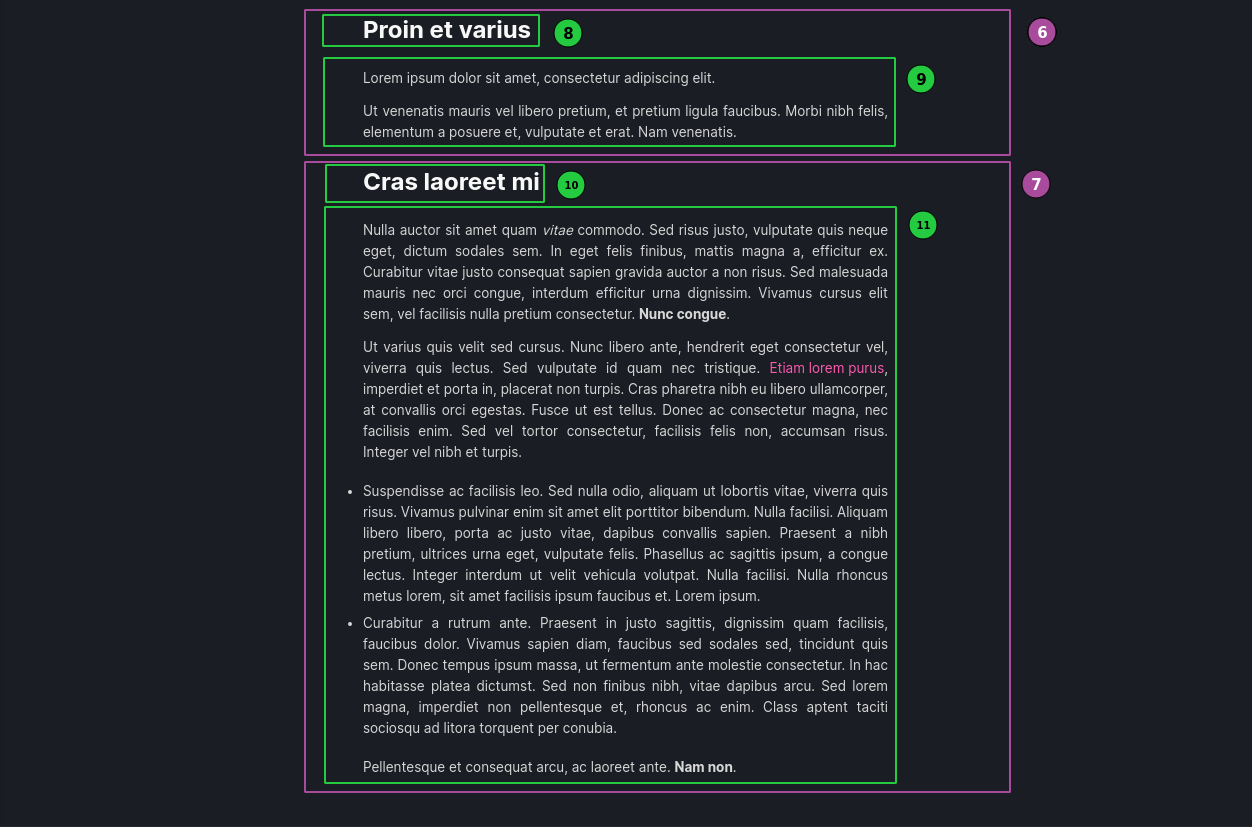 Proin et varius
8
6
Lorem ipsum dolor sit amet, consectetur adipiscing elit.
9
Ut venenatis mauris vel libero pretium, et pretium ligula faucibus. Morbi nibh felis,
elementum a posuere et, vulputate et erat. Nam venenatis.
Cras laoreet mi
10
7
11
Nulla auctor sit amet quam vitae commodo. Sed risus justo, vulputate quis neque
eget, dictum sodales sem. In eget felis finibus, mattis magna a, efficitur ex.
Curabitur vitae justo consequat sapien gravida auctor a non risus. Sed malesuada
mauris nec orci congue, interdum efficitur urna dignissim. Vivamus cursus elit
sem, vel facilisis nulla pretium consectetur. Nunc congue.
Ut varius quis velit sed cursus. Nunc libero ante, hendrerit eget consectetur vel,
viverra quis lectus. Sed vulputate id quam nec tristique. Etiam lorem purus,
imperdiet et porta in, placerat non turpis. Cras pharetra nibh eu libero ullamcorper,
at convallis orci egestas. Fusce ut est tellus. Donec ac consectetur magna, nec
facilisis enim. Sed vel tortor consectetur, facilisis felis non, accumsan risus.
Integer vel nibh et turpis.
• Suspendisse ac facilisis leo. Sed nulla odio, aliquam ut lobortis vitae, viverra quis
risus. Vivamus pulvinar enim sit amet elit porttitor bibendum. Nulla facilisi. Aliquam
libero libero, porta ac justo vitae, dapibus convallis sapien. Praesent a nibh
pretium, ultrices urna eget, vulputate felis. Phasellus ac sagittis ipsum, a congue
lectus. Integer interdum ut velit vehicula volutpat. Nulla facilisi. Nulla rhoncus
metus lorem, sit amet facilisis ipsum faucibus et. Lorem ipsum.
• Curabitur a rutrum ante. Praesent in justo sagittis, dignissim quam facilisis,
faucibus dolor. Vivamus sapien diam, faucibus sed sodales sed, tincidunt quis
sem. Donec tempus ipsum massa, ut fermentum ante molestie consectetur. In hac
habitasse platea dictumst. Sed non finibus nibh, vitae dapibus arcu. Sed lorem
magna, imperdiet non pellentesque et, rhoncus ac enim. Class aptent taciti
sociosqu ad litora torquent per conubia.
Pellentesque et consequat arcu, ac laoreet ante. Nam non.